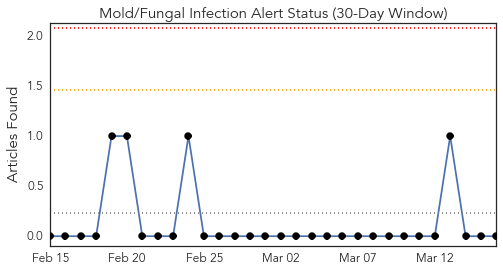 Mold/Fungal Infection Alert Status (30-Day Window)
Articles Found
2.0
1.5
1.0
0.5
0.0
Feb 15
Feb 20
Feb 25
Mar 02
Mar 07
Mar 12